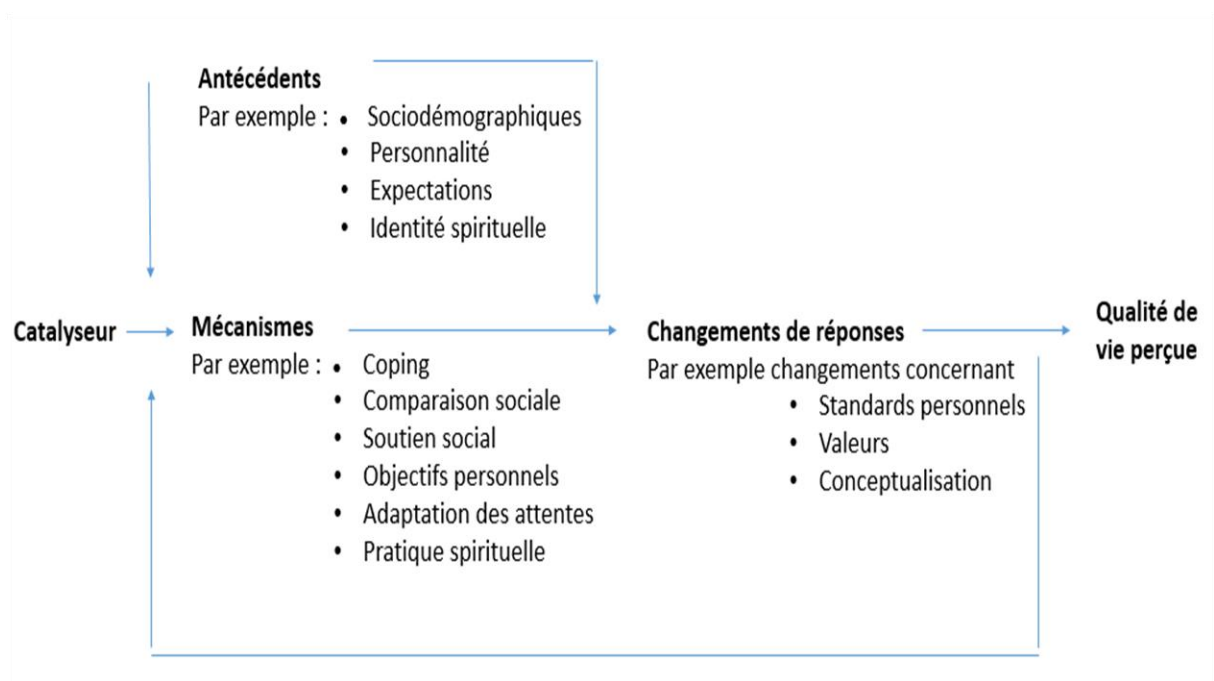 Antécédents
Par exple : • Sociodémographiques
• Personnalité
• Expectations
• Identité spirituelle
Catalyseur
Mécanismes
Par exemple : • Coping
• Comparaison sociale
• Soutien social
• Objectifs personnels
• Adaptation des attentes
• Pratique spirituelle
Changements de réponses
Par exemple changements concernant
• Standards personnels
• Valeurs
• Conceptualisation
Qualité de
vie perçue